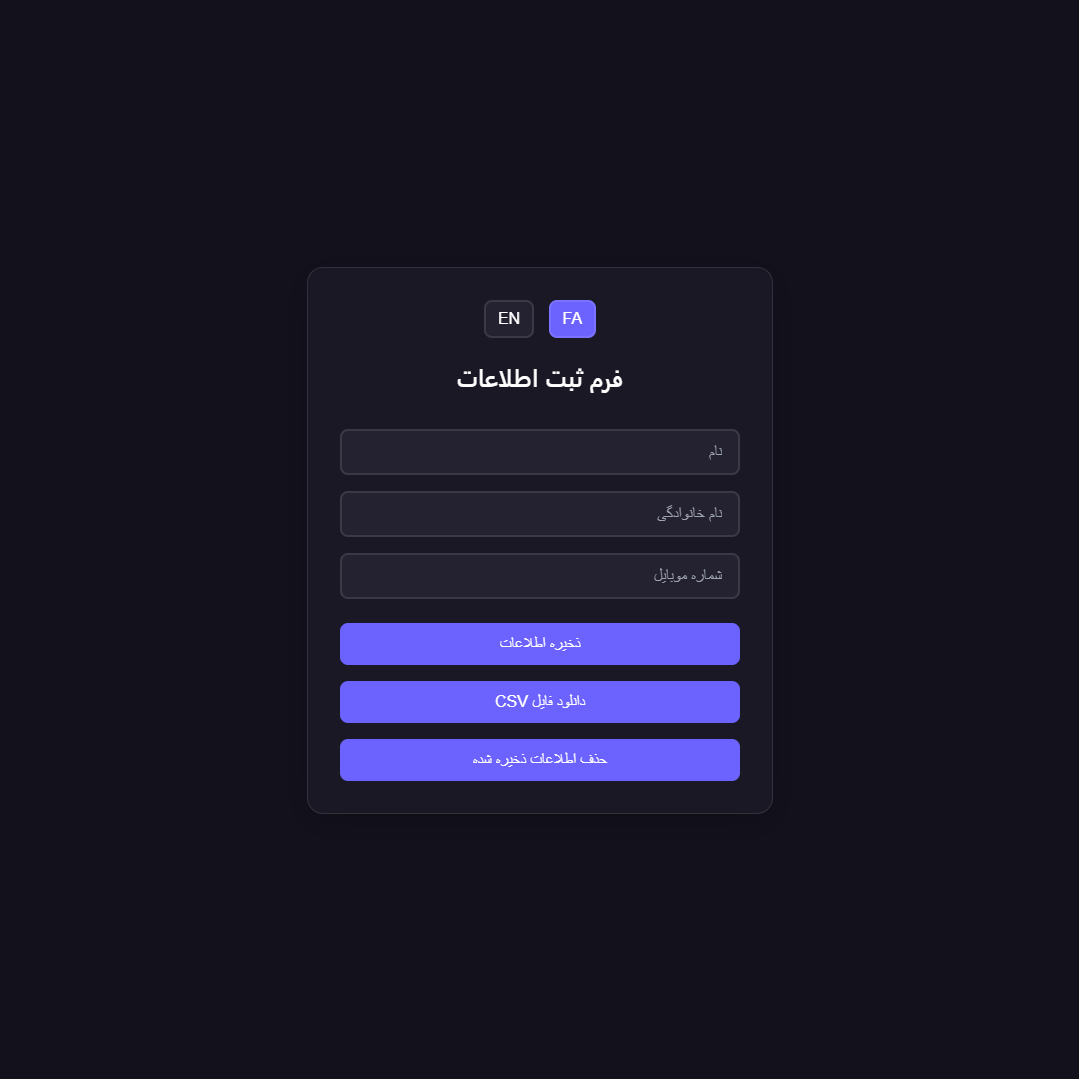 FA EN
فرم ثبت اطلاعات
نام
نام خانوادگی
شماره موبایل
ذخیره اطلاعات
دانلود فایل CSV
حذف اطلاعات ذخیره شده